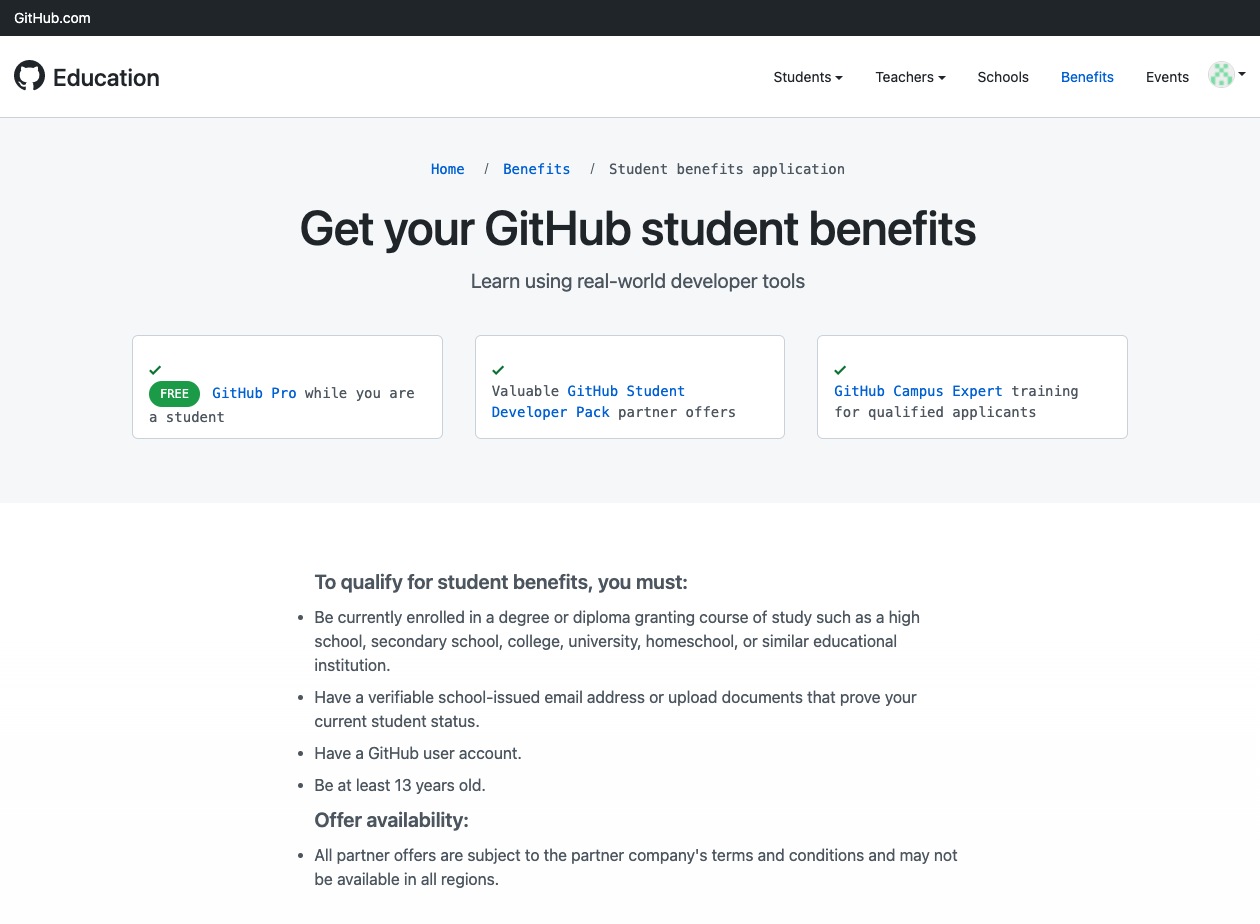 GitHub.com
Education
Students
Teachers
Schools
Benefits
Events
Home / Benefits / Student benefits application
Get your GitHub student benefits
Learn using real-world developer tools
FREE GitHub Pro while you are
a student
Valuable GitHub Student
Developer Pack partner offers
GitHub Campus Expert training
for qualified applicants
To qualify for student benefits, you must:
• Be currently enrolled in a degree or diploma granting course of study such as a high
school, secondary school, college, university, homeschool, or similar educational
institution.
• Have a verifiable school-issued email address or upload documents that prove your
current student status.
• Have a GitHub user account.
• Be at least 13 years old.
Offer availability:
• All partner offers are subject to the partner company's terms and conditions and may not
be available in all regions.